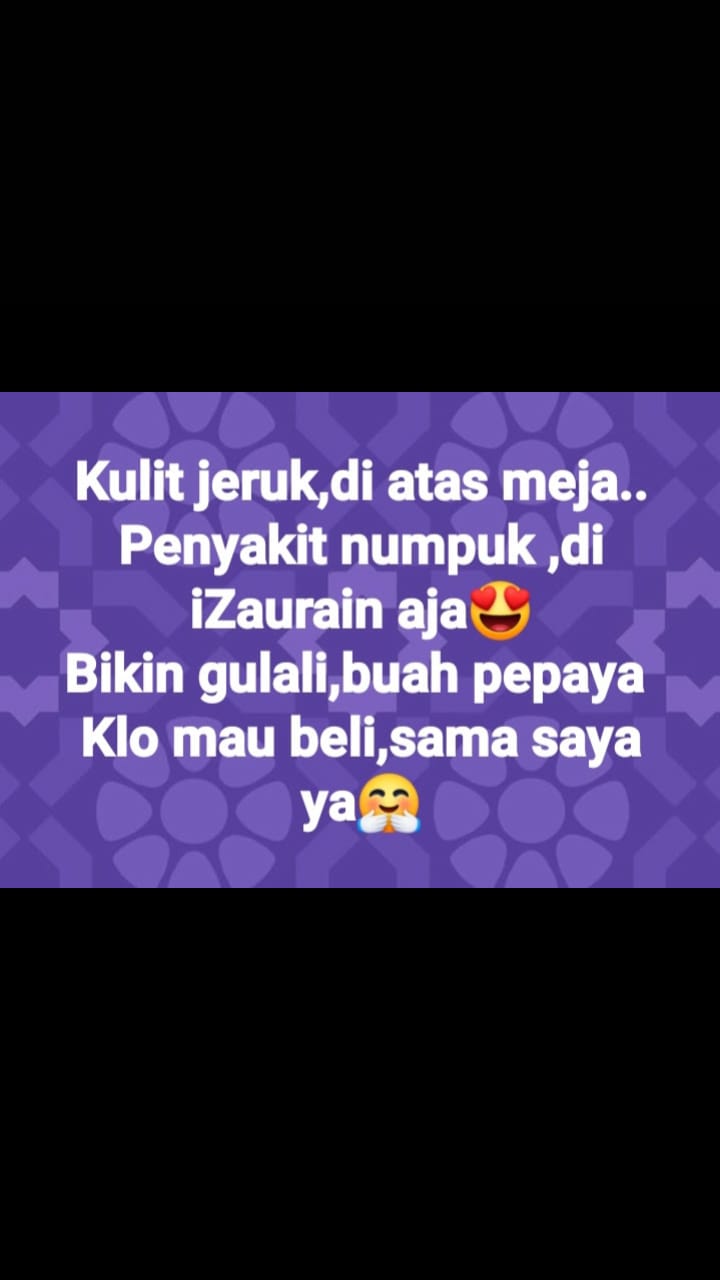 Kulit jeruk,di atas meja..
Penyakit numpuk ,di
iZaurain aja😍
Bikin gulali,buah pepaya
Klo mau beli,sama saya
ya🤗